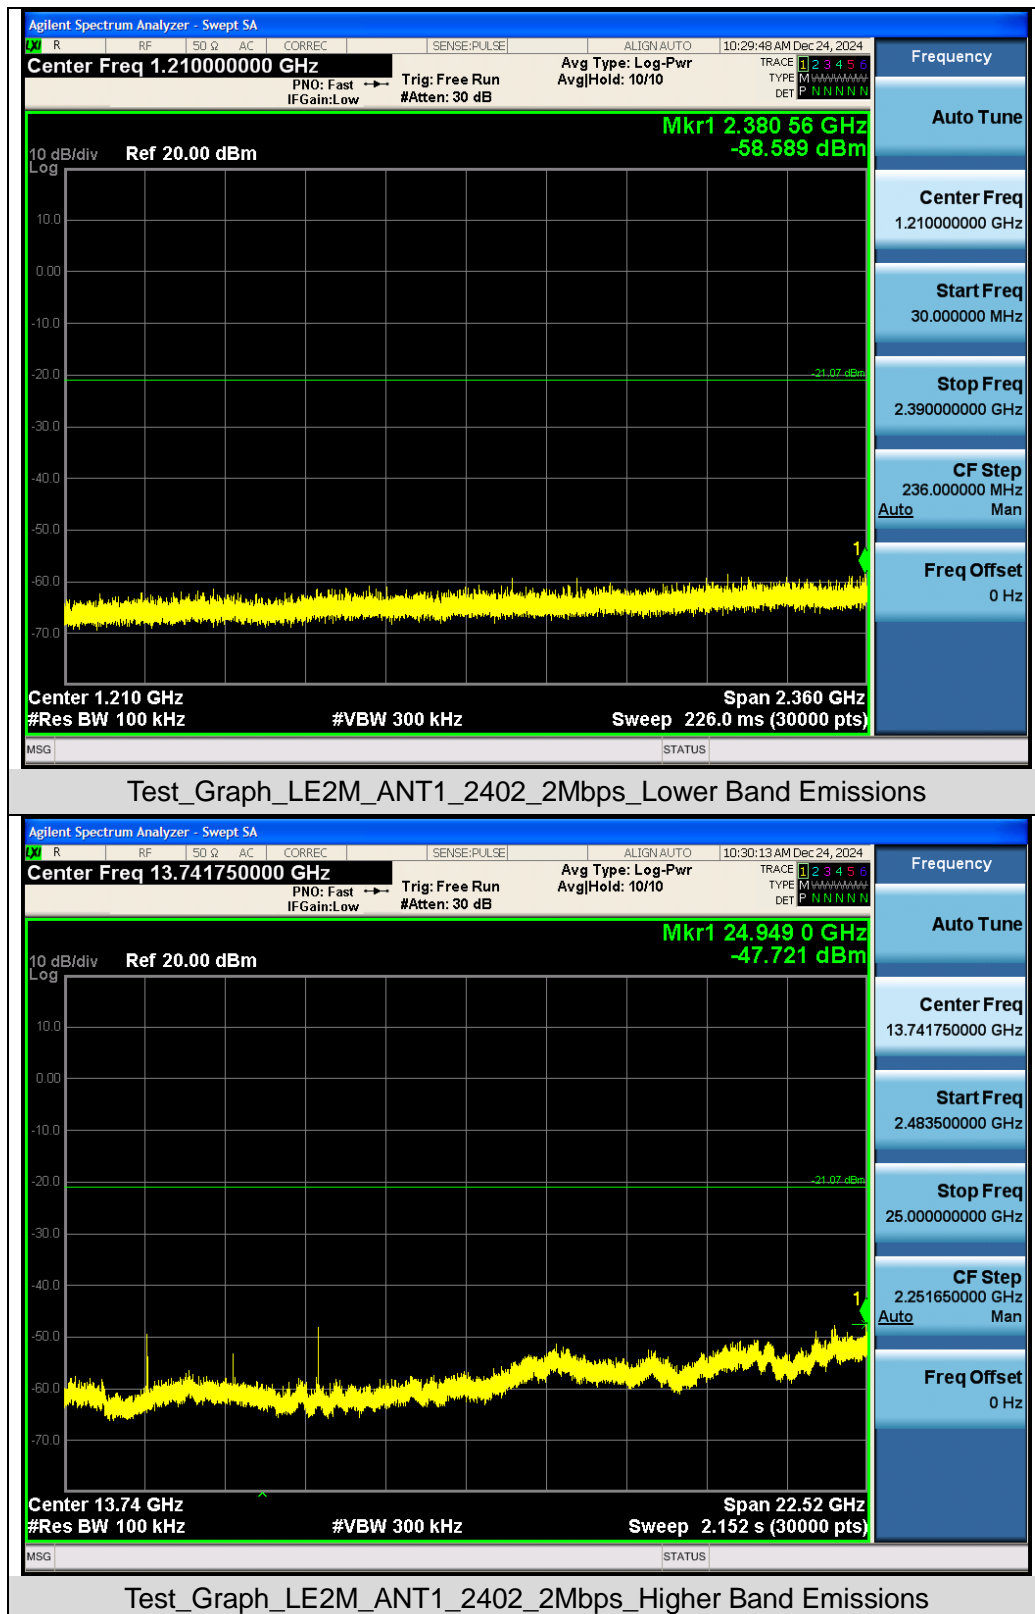 Agilent Spectrum Analyzer - Swept SA
LXI R RF 50 Ω AC CORREC SENSE:PULSE ALIGN AUTO 10:29:48 AM Dec 24, 2024
Center Freq 1.210000000 GHz
PNO: Fast
IFGain:Low
Trig: Free Run
#Atten: 30 dB
Avg Type: Log-Pwr
Avg|Hold: 10/10
TRACE 1 2 3 4 5 6
TYPE M
DET P N N N N N
Mkr1 2.380 56 GHz
-58.589 dBm
10 dB/div Ref 20.00 dBm
Log
10.0
0.00
-10.0
-20.0
-21.07 dBm
-30.0
-40.0
-50.0
1
-60.0
-70.0
Center 1.210 GHz Span 2.360 GHz
#Res BW 100 kHz #VBW 300 kHz Sweep 226.0 ms (30000 pts)
MSG STATUS
Frequency
Auto Tune
Center Freq
1.210000000 GHz
Start Freq
30.000000 MHz
Stop Freq
2.390000000 GHz
CF Step
236.000000 MHz
Auto Man
Freq Offset
0 Hz
Test_Graph_LE2M_ANT1_2402_2Mbps_Lower Band Emissions
Agilent Spectrum Analyzer - Swept SA
LXI R RF 50 Ω AC CORREC SENSE:PULSE ALIGN AUTO 10:30:13 AM Dec 24, 2024
Center Freq 13.741750000 GHz
PNO: Fast
IFGain:Low
Trig: Free Run
#Atten: 30 dB
Avg Type: Log-Pwr
Avg|Hold: 10/10
TRACE 1 2 3 4 5 6
TYPE M
DET P N N N N N
Mkr1 24.949 0 GHz
-47.721 dBm
10 dB/div Ref 20.00 dBm
Log
10.0
0.00
-10.0
-20.0
-21.07 dBm
-30.0
-40.0
1
-50.0
-60.0
-70.0
Center 13.74 GHz Span 22.52 GHz
#Res BW 100 kHz #VBW 300 kHz Sweep 2.152 s (30000 pts)
MSG STATUS
Frequency
Auto Tune
Center Freq
13.741750000 GHz
Start Freq
2.483500000 GHz
Stop Freq
25.000000000 GHz
CF Step
2.251650000 GHz
Auto Man
Freq Offset
0 Hz
Test_Graph_LE2M_ANT1_2402_2Mbps_Higher Band Emissions